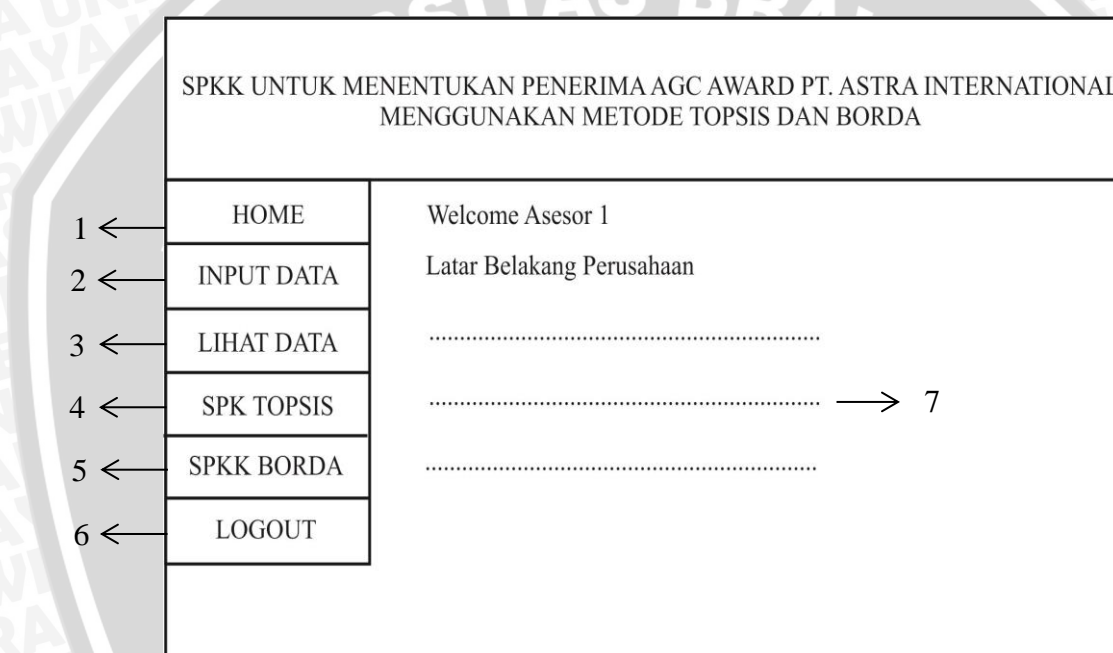 SPKK UNTUK MENENTUKAN PENERIMA AGC AWARD PT. ASTRA INTERNATIONAL
MENGGUNAKAN METODE TOPSIS DAN BORDA
1 HOME
Welcome Asesor 1
2 INPUT DATA
Latar Belakang Perusahaan
3 LIHAT DATA
................................................................
4 SPK TOPSIS
................................................................ 7
5 SPKK BORDA
................................................................
6 LOGOUT